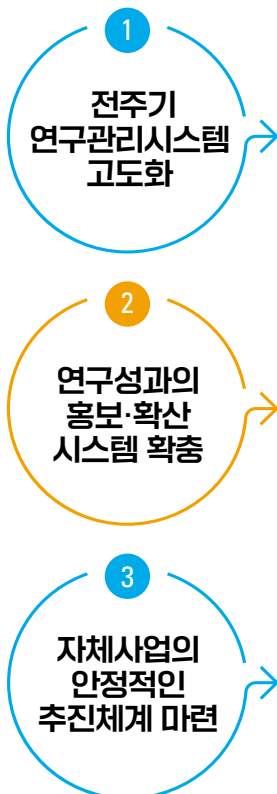 1
전주기
연구관리시스템
고도화
2
연구성과의
홍보·확산
시스템 확충
3
자체사업의
안정적인
추진체계 마련